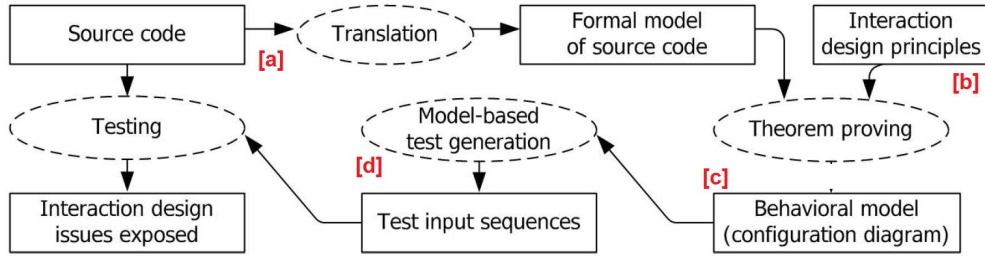 Source code
[a]
Translation
Formal model
of source code
Interaction
design principles
[b]
Testing
Model-based
test generation
[d]
Theorem proving
[c]
Interaction design
issues exposed
Test input sequences
Behavioral model
(configuration diagram)